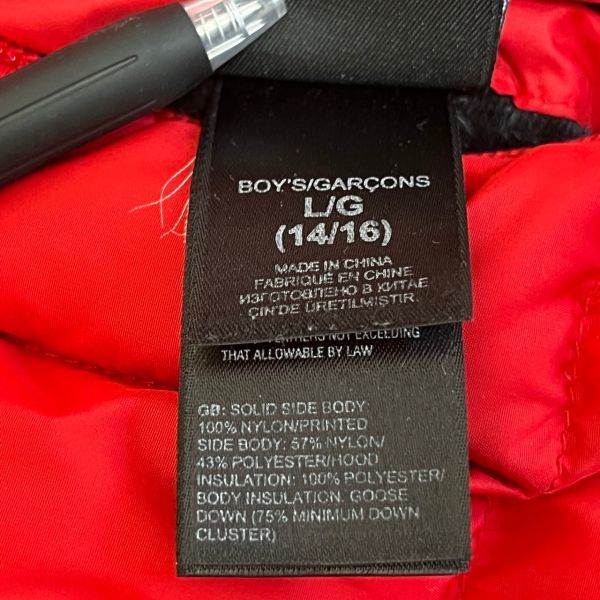 BOY'S/GARÇONS
L/G
(14/16)
MADE IN CHINA
FABRIQUÉ EN CHINE
ИЗГОТОВЛЕНО В КИТАЕ
ÇİN'DE ÜRETİLMİŞTİR.
NOT EXCEEDING
THAT ALLOWABLE BY LAW
GB: SOLID SIDE BODY:
100% NYLON/PRINTED
SIDE BODY: 57% NYLON/
43% POLYESTER/HOOD
INSULATION: 100% POLYESTER/
BODY INSULATION: GOOSE
DOWN (75% MINIMUM DOWN
CLUSTER)